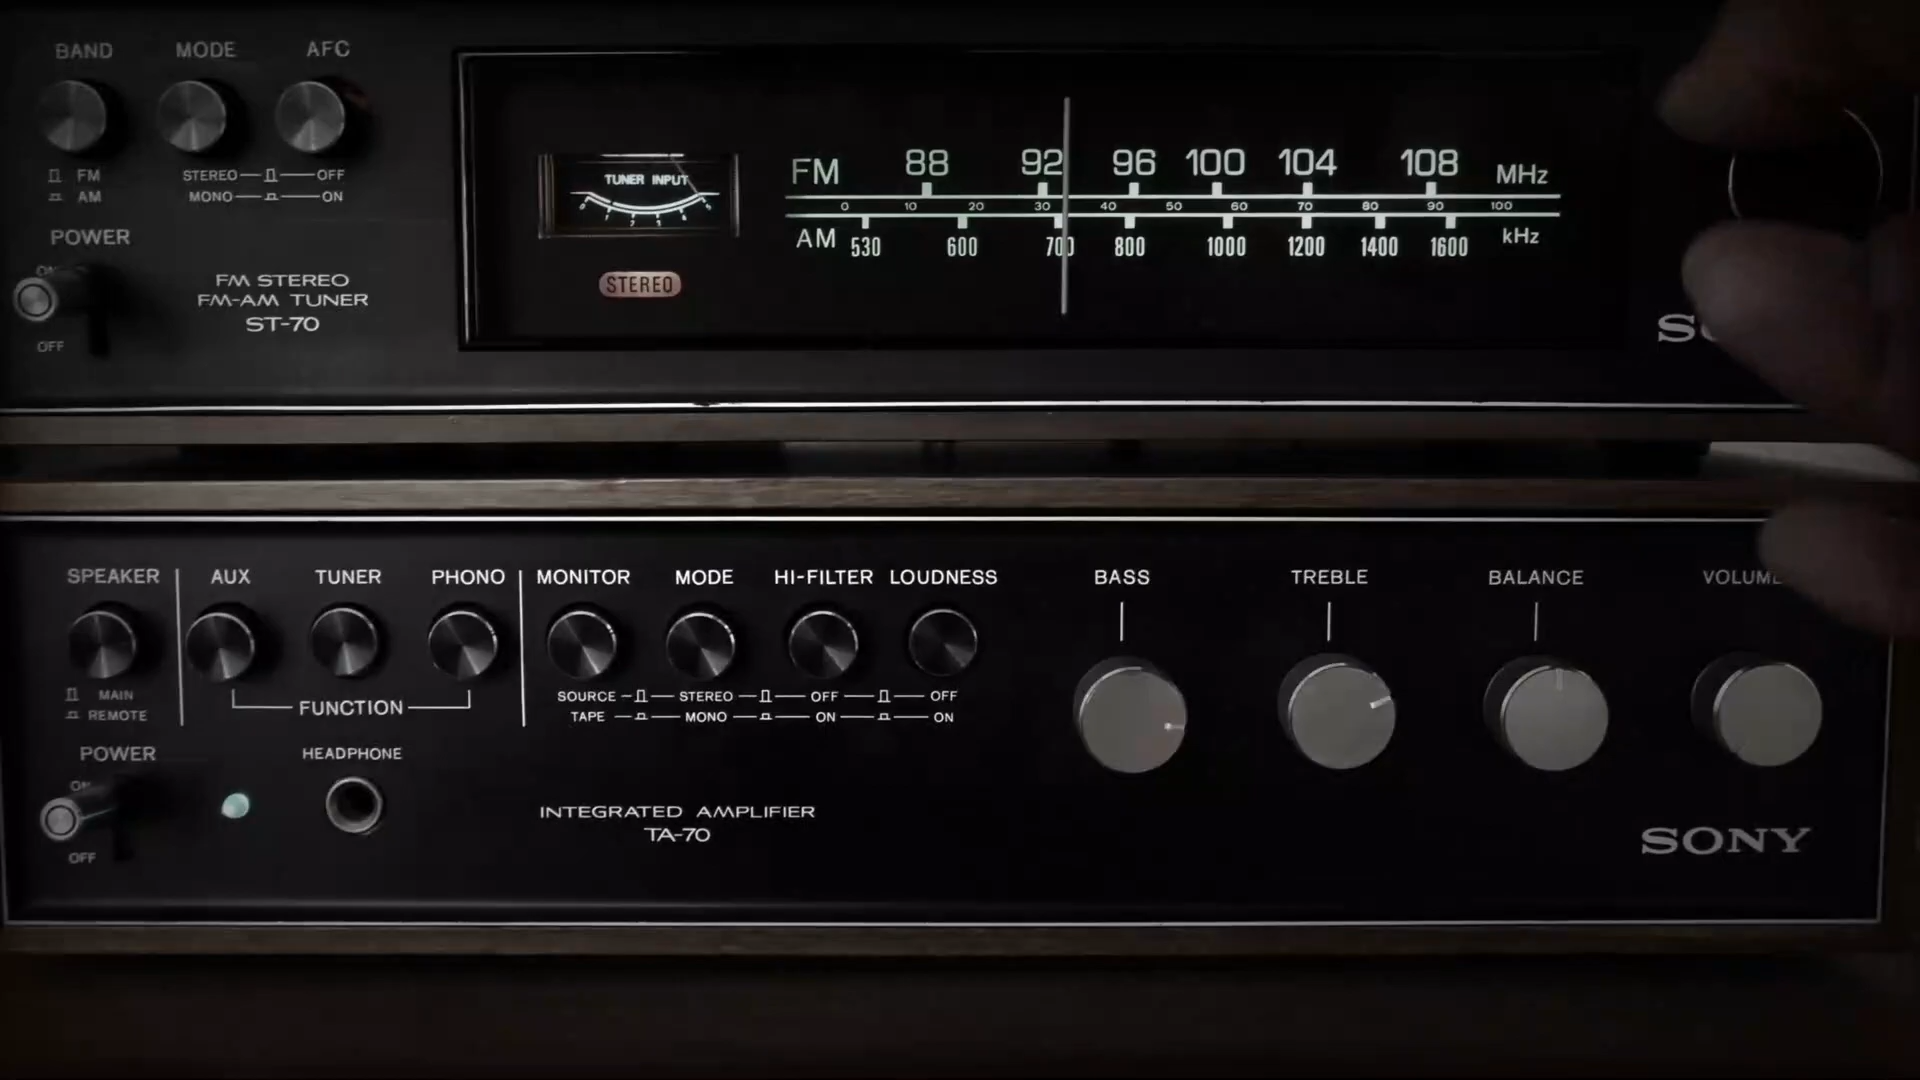 BAND MODE AFC
FM STEREO OFF
AM MONO ON
POWER
OFF
FM STEREO
FM-AM TUNER
ST-70
TUNER INPUT
STEREO
FM 88 92 96 100 104 108 MHz
0 10 20 30 40 50 60 70 80 90 100
AM 530 600 700 800 1000 1200 1400 1600 kHz
SPEAKER AUX TUNER PHONO MONITOR MODE HI-FILTER LOUDNESS BASS TREBLE BALANCE VOLUME
MAIN SOURCE STEREO OFF OFF
REMOTE FUNCTION TAPE MONO ON ON
POWER HEADPHONE
ON
OFF
INTEGRATED AMPLIFIER
TA-70
SONY